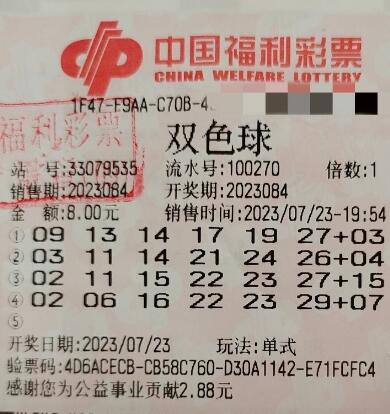 中国福利彩票
CHINA WELFARE LOTTERY
1F47-F9AA-C70B-4
福利彩票
双色球
站 号:33079535 流水号:100270 倍数:1
销售期:2023084 开奖期:2023084
金 额:8.00元 销售时间:2023/07/23-19:54
① 09 13 14 17 19 27+03
② 03 11 14 21 24 26+04
③ 02 11 15 22 23 27+15
④ 02 06 16 22 23 29+07
⑤
开奖日期:2023/07/23 玩法:单式
验票码:4D6ACECB-CB58C760-D30A1142-E71FCFC4
感谢您为公益事业贡献2.88元